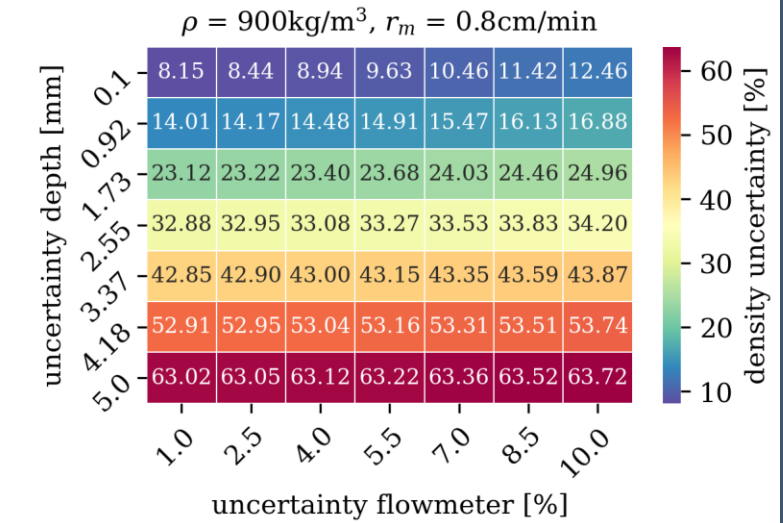 ρ = 900kg/m³, rₘ = 0.8cm/min
uncertainty depth [mm]
0.1 8.15 8.44 8.94 9.63 10.46 11.42 12.46
0.92 14.01 14.17 14.48 14.91 15.47 16.13 16.88
1.73 23.12 23.22 23.40 23.68 24.03 24.46 24.96
2.55 32.88 32.95 33.08 33.27 33.53 33.83 34.20
3.37 42.85 42.90 43.00 43.15 43.35 43.59 43.87
4.18 52.91 52.95 53.04 53.16 53.31 53.51 53.74
5.0 63.02 63.05 63.12 63.22 63.36 63.52 63.72
1.0 2.5 4.0 5.5 7.0 8.5 10.0
uncertainty flowmeter [%]
60
50
40
30
20
10
density uncertainty [%]